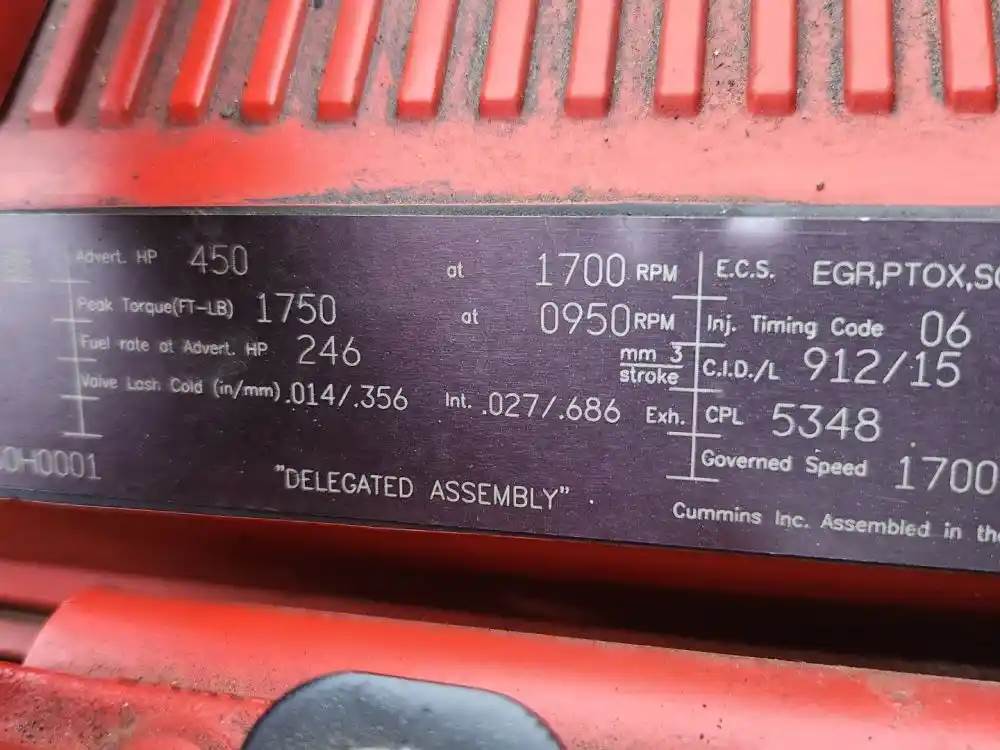 Advert. HP 450 at 1700 RPM E.C.S. EGR,PTOX,
Peak Torque(FT-LB) 1750 at 0950 RPM Inj. Timing Code 06
Fuel rate at Advert. HP 246 mm 3 C.I.D./L 912/15
stroke
Valve Lash Cold (in/mm) .014/.356 Int. .027/.686 Exh. CPL 5348
Governed Speed 1700
0H0001 "DELEGATED ASSEMBLY"
Cummins Inc. Assembled in the